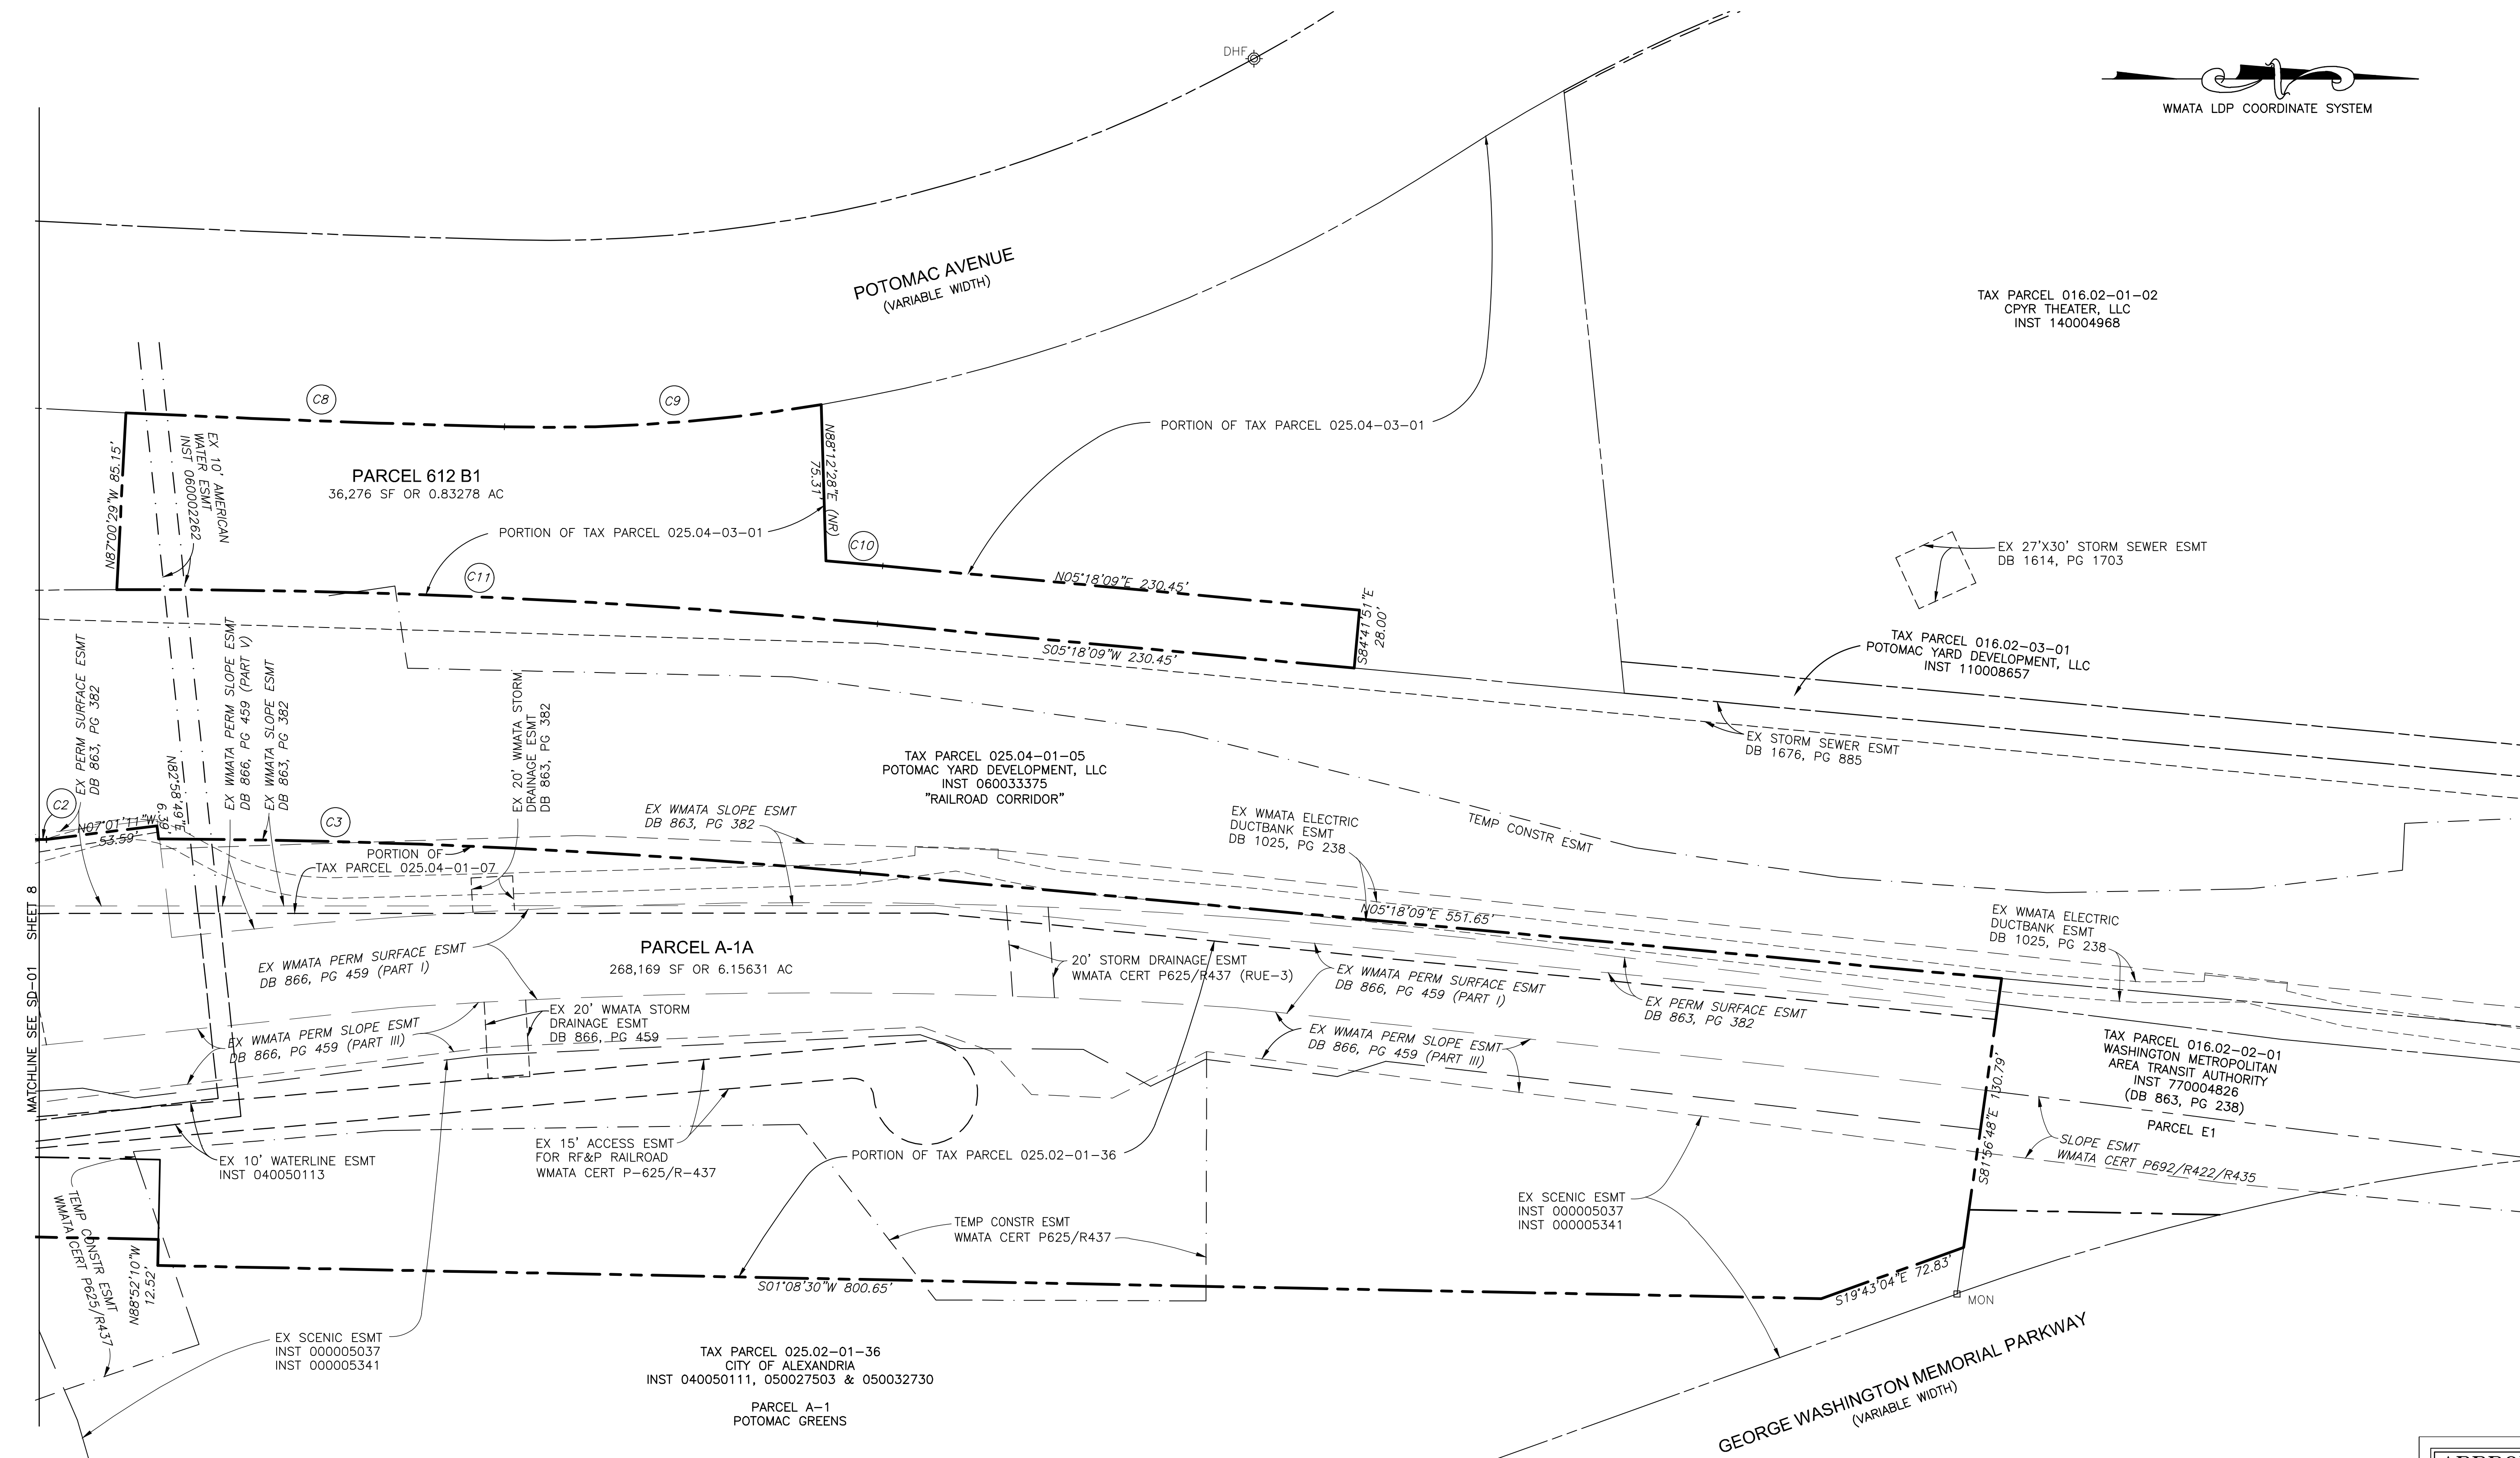 DHF
WMATA LDP COORDINATE SYSTEM
POTOMAC AVENUE
(VARIABLE WIDTH)
TAX PARCEL 016.02-01-02
CPYR THEATER, LLC
INST 140004968
C8
C9
PORTION OF TAX PARCEL 025.04-03-01
N87°00'29"W 85.15'
EX 10' AMERICAN
WATER ESMT
INST 060002262
PARCEL 612 B1
36,276 SF OR 0.83278 AC
N88°12'28"E (NR)
75.31'
PORTION OF TAX PARCEL 025.04-03-01
C10
C11
N05°18'09"E 230.45'
S84°41'51"E
28.00'
S05°18'09"W 230.45'
EX 27'X30' STORM SEWER ESMT
DB 1614, PG 1703
TAX PARCEL 016.02-03-01
POTOMAC YARD DEVELOPMENT, LLC
INST 110008657
EX STORM SEWER ESMT
DB 1676, PG 885
EX PERM SURFACE ESMT
DB 863, PG 382
N82°58'49"E
6.39'
EX WMATA PERM SLOPE ESMT
DB 866, PG 459 (PART V)
EX WMATA SLOPE ESMT
DB 863, PG 382
EX 20' WMATA STORM
DRAINAGE ESMT
DB 863, PG 382
TAX PARCEL 025.04-01-05
POTOMAC YARD DEVELOPMENT, LLC
INST 060033375
"RAILROAD CORRIDOR"
C2
N07°01'11"W
53.59'
C3
EX WMATA SLOPE ESMT
DB 863, PG 382
EX WMATA ELECTRIC
DUCTBANK ESMT
DB 1025, PG 238
TEMP CONSTR ESMT
PORTION OF
TAX PARCEL 025.04-01-07
N05°18'09"E 551.65'
EX WMATA ELECTRIC
DUCTBANK ESMT
DB 1025, PG 238
MATCHLINE SEE SD-01 SHEET 8
EX WMATA PERM SURFACE ESMT
DB 866, PG 459 (PART I)
PARCEL A-1A
268,169 SF OR 6.15631 AC
20' STORM DRAINAGE ESMT
WMATA CERT P625/R437 (RUE-3)
EX WMATA PERM SURFACE ESMT
DB 866, PG 459 (PART I)
EX PERM SURFACE ESMT
DB 863, PG 382
EX WMATA PERM SLOPE ESMT
DB 866, PG 459 (PART III)
EX 20' WMATA STORM
DRAINAGE ESMT
DB 866, PG 459
EX WMATA PERM SLOPE ESMT
DB 866, PG 459 (PART III)
TAX PARCEL 016.02-02-01
WASHINGTON METROPOLITAN
AREA TRANSIT AUTHORITY
INST 770004826
(DB 863, PG 238)
PARCEL E1
S81°56'48"E 130.79'
SLOPE ESMT
WMATA CERT P692/R422/R435
EX 10' WATERLINE ESMT
INST 040050113
EX 15' ACCESS ESMT
FOR RF&P RAILROAD
WMATA CERT P-625/R-437
PORTION OF TAX PARCEL 025.02-01-36
TEMP CONSTR ESMT
WMATA CERT P625/R437
N88°52'01"W
12.52'
TEMP CONSTR ESMT
WMATA CERT P625/R437
EX SCENIC ESMT
INST 000005037
INST 000005341
S01°08'30"W 800.65'
S19°43'04"E 72.83'
MON
EX SCENIC ESMT
INST 000005037
INST 000005341
TAX PARCEL 025.02-01-36
CITY OF ALEXANDRIA
INST 040050111, 050027503 & 050032730
PARCEL A-1
POTOMAC GREENS
GEORGE WASHINGTON MEMORIAL PARKWAY
(VARIABLE WIDTH)